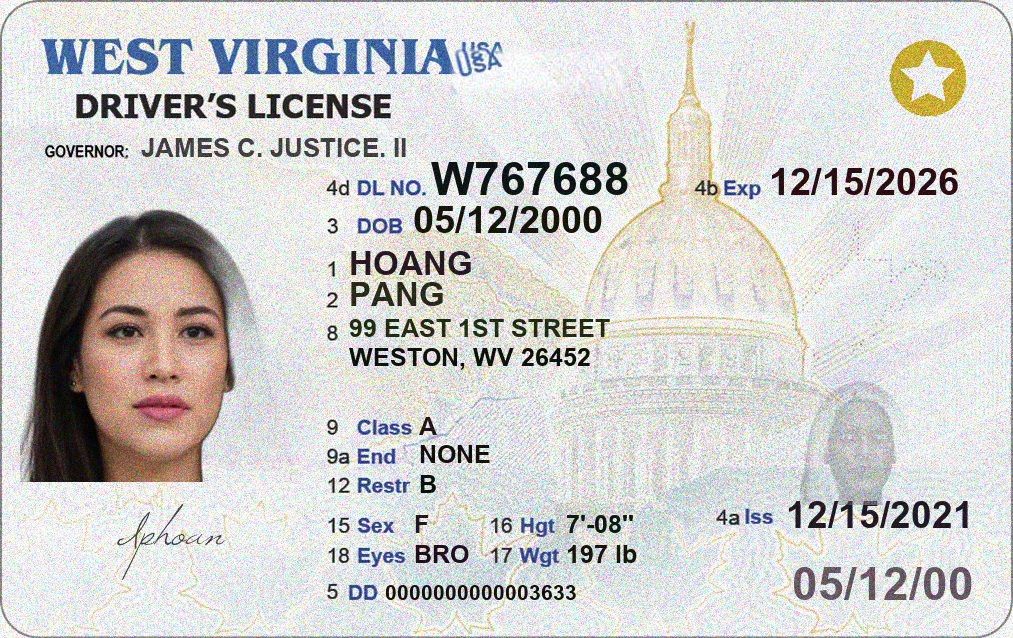 WEST VIRGINIA USA
DRIVER'S LICENSE
GOVERNOR: JAMES C. JUSTICE. II
4d DL NO. W767688 4b Exp 12/15/2026
3 DOB 05/12/2000
1 HOANG
2 PANG
8 99 EAST 1ST STREET
WESTON, WV 26452
9 Class A
9a End NONE
12 Restr B
15 Sex F 16 Hgt 7'-08" 4a Iss 12/15/2021
18 Eyes BRO 17 Wgt 197 lb
5 DD 0000000000003633
05/12/00